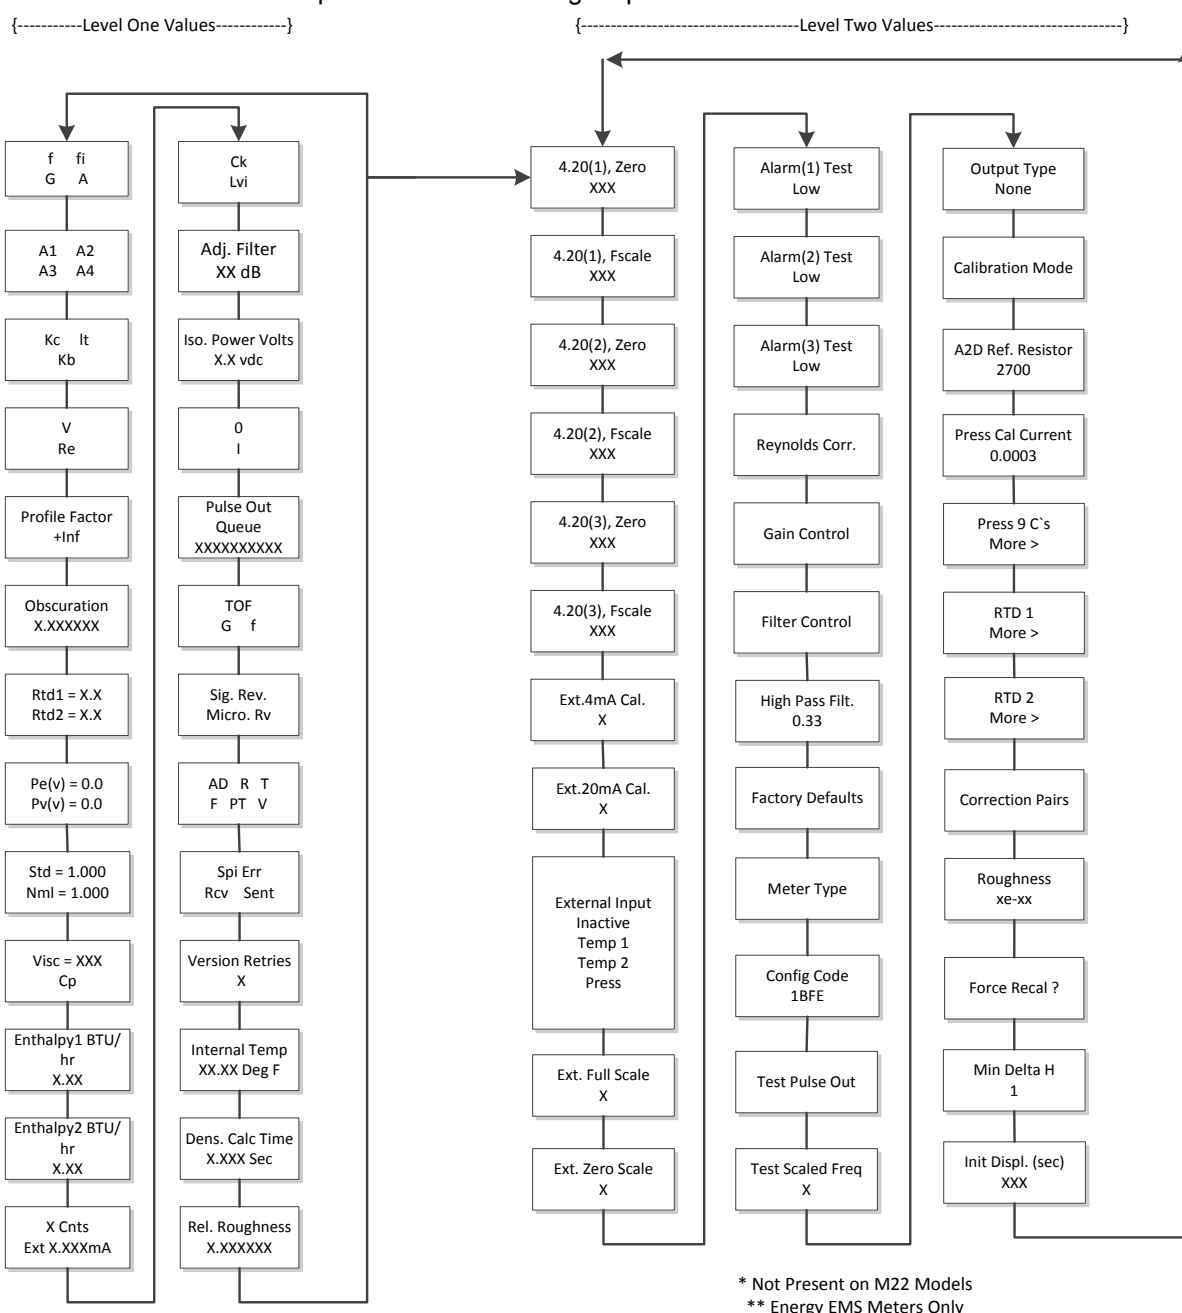 {-----------Level One Values------------}
{-------------------------------------Level Two Values--------------------------------}
f fi
G A
A1 A2
A3 A4
Kc It
Kb
V
Re
Profile Factor
+Inf
Obscuration
X.XXXXXX
Rtd1 = X.X
Rtd2 = X.X
Pe(v) = 0.0
Pv(v) = 0.0
Std = 1.000
Nml = 1.000
Visc = XXX
Cp
Enthalpy1 BTU/
hr
X.XX
Enthalpy2 BTU/
hr
X.XX
X Cnts
Ext X.XXXmA
Ck
Lvi
Adj. Filter
XX dB
Iso. Power Volts
X.X vdc
0
I
Pulse Out
Queue
XXXXXXXXXX
TOF
G f
Sig. Rev.
Micro. Rv
AD R T
F PT V
Spi Err
Rcv Sent
Version Retries
X
Internal Temp
XX.XX Deg F
Dens. Calc Time
X.XXX Sec
Rel. Roughness
X.XXXXXX
4.20(1), Zero
XXX
4.20(1), Fscale
XXX
4.20(2), Zero
XXX
4.20(2), Fscale
XXX
4.20(3), Zero
XXX
4.20(3), Fscale
XXX
Ext.4mA Cal.
X
Ext.20mA Cal.
X
External Input
Inactive
Temp 1
Temp 2
Press
Ext. Full Scale
X
Ext. Zero Scale
X
Alarm(1) Test
Low
Alarm(2) Test
Low
Alarm(3) Test
Low
Reynolds Corr.
Gain Control
Filter Control
High Pass Filt.
0.33
Factory Defaults
Meter Type
Config Code
1BFE
Test Pulse Out
Test Scaled Freq
X
Output Type
None
Calibration Mode
A2D Ref. Resistor
2700
Press Cal Current
0.0003
Press 9 C`s
More >
RTD 1
More >
RTD 2
More >
Correction Pairs
Roughness
xe-xx
Force Recal ?
Min Delta H
1
Init Displ. (sec)
XXX
* Not Present on M22 Models
** Energy EMS Meters Only